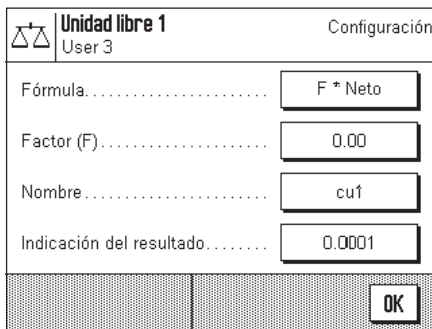 Unidad libre 1
Configuración
User 3
Fórmula...................... F * Neto
Factor (F).................... 0.00
Nombre...................... cu1
Indicación del resultado........ 0.0001
OK